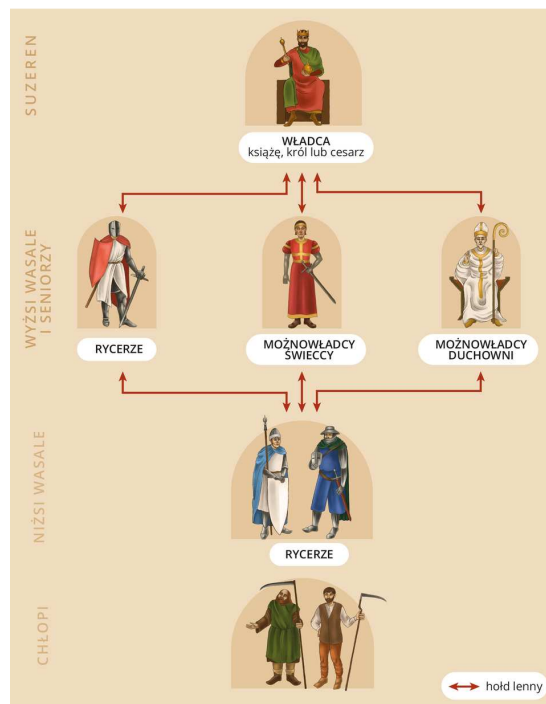 SUZEREN
WŁADCA
książę, król lub cesarz
WYŻSI WASALE
I SENIORZY
RYCERZE
MOŻNOWŁADCY
ŚWIECCY
MOŻNOWŁADCY
DUCHOWNI
NIŻSI WASALE
RYCERZE
CHŁOPI
hołd lenny